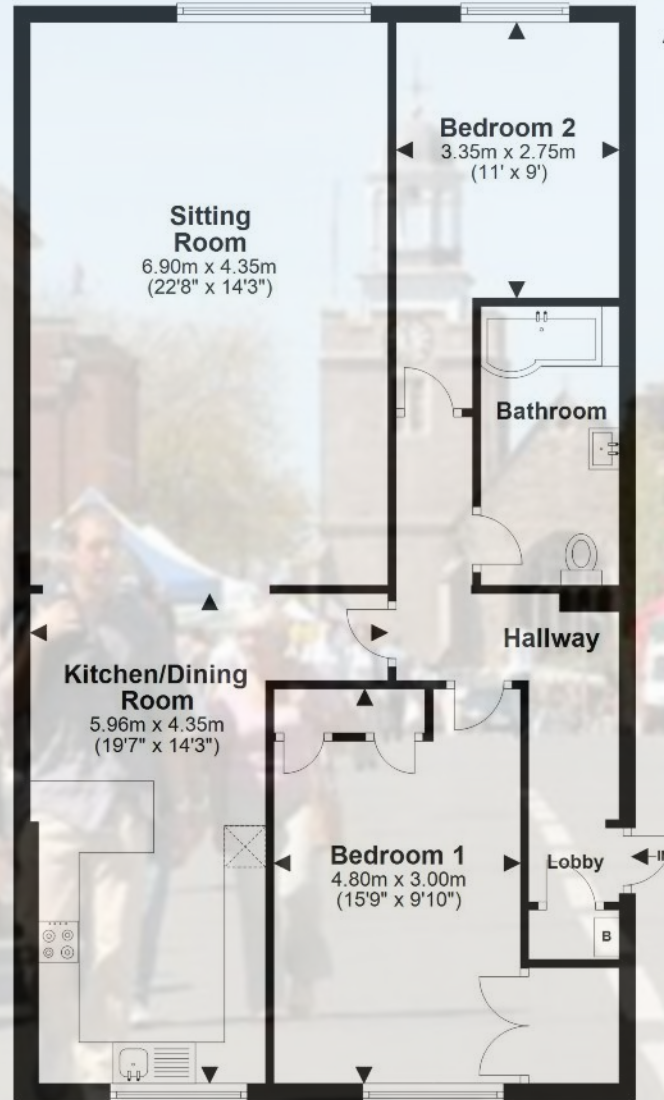 Bedroom 2
3.35m x 2.75m
(11' x 9')
Sitting
Room
6.90m x 4.35m
(22'8" x 14'3")
Bathroom
Hallway
Kitchen/Dining
Room
5.96m x 4.35m
(19'7" x 14'3")
Bedroom 1
4.80m x 3.00m
(15'9" x 9'10")
Lobby
B